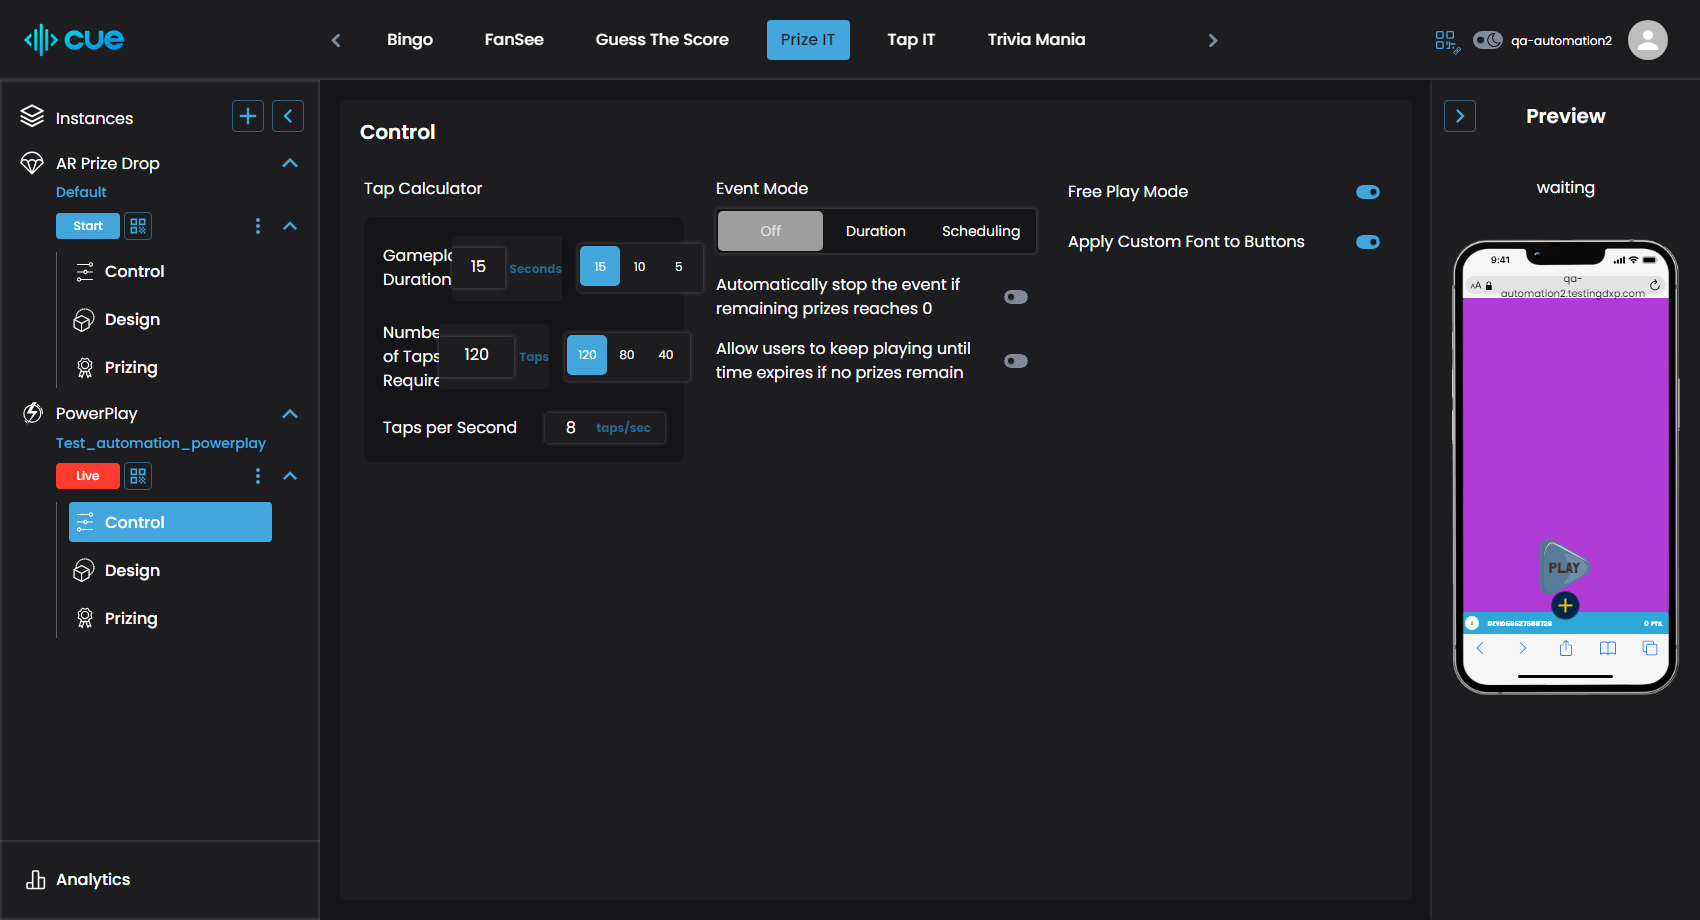 cue
Bingo
FanSee
Guess The Score
Prize IT
Tap IT
Trivia Mania
qa-automation2
Instances
AR Prize Drop
Default
Start
Control
Design
Prizing
PowerPlay
Test_automation_powerplay
Live
Control
Design
Prizing
Analytics
Control
Tap Calculator
Gameplo
Duration
15
Seconds
15
10
5
Numbe
of Taps
Require
120
Taps
120
80
40
Taps per Second
8
taps/sec
Event Mode
Off
Duration
Scheduling
Automatically stop the event if
remaining prizes reaches 0
Allow users to keep playing until
time expires if no prizes remain
Free Play Mode
Apply Custom Font to Buttons
Preview
waiting
9:41
AA
qa-
automation2.testingdxp.com
PLAY
0 PTS.